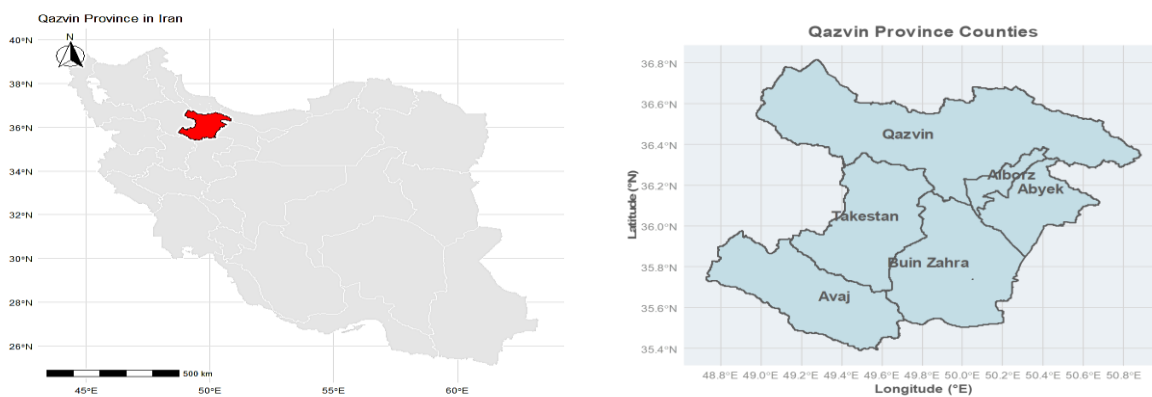 Qazvin Province in Iran
N
40°N
38°N
36°N
34°N
32°N
30°N
28°N
26°N
500 km
45°E
50°E
55°E
60°E
Qazvin Province Counties
36.8°N
36.6°N
36.4°N
36.2°N
36.0°N
35.8°N
35.6°N
35.4°N
Latitude (°N)
Qazvin
Alborz
Abyek
Takestan
Buin Zahra
Avaj
48.8°E 49.0°E 49.2°E 49.4°E 49.6°E 49.8°E 50.0°E 50.2°E 50.4°E 50.6°E 50.8°E
Longitude (°E)